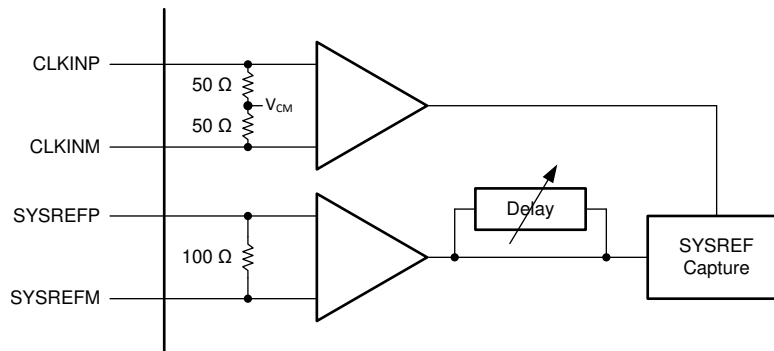 CLKINP
50 Ω
VCM
50 Ω
CLKINM
SYSREFP
100 Ω
SYSREFM
Delay
SYSREF
Capture